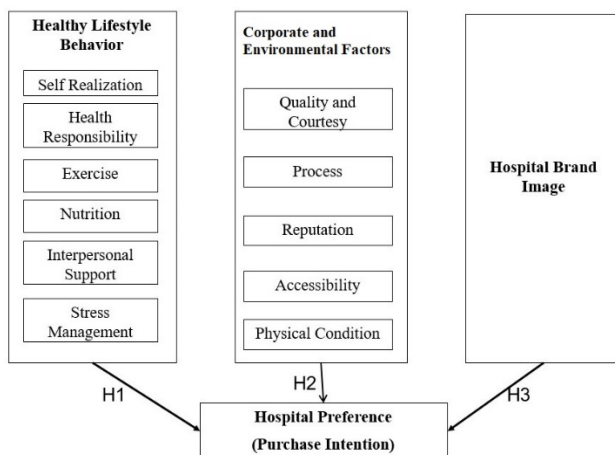 Healthy Lifestyle
Behavior
Self Realization
Health
Responsibility
Exercise
Nutrition
Interpersonal
Support
Stress
Management
Corporate and
Environmental Factors
Quality and
Courtesy
Process
Reputation
Accessibility
Physical Condition
Hospital Brand
Image
H1
H2
H3
Hospital Preference
(Purchase Intention)